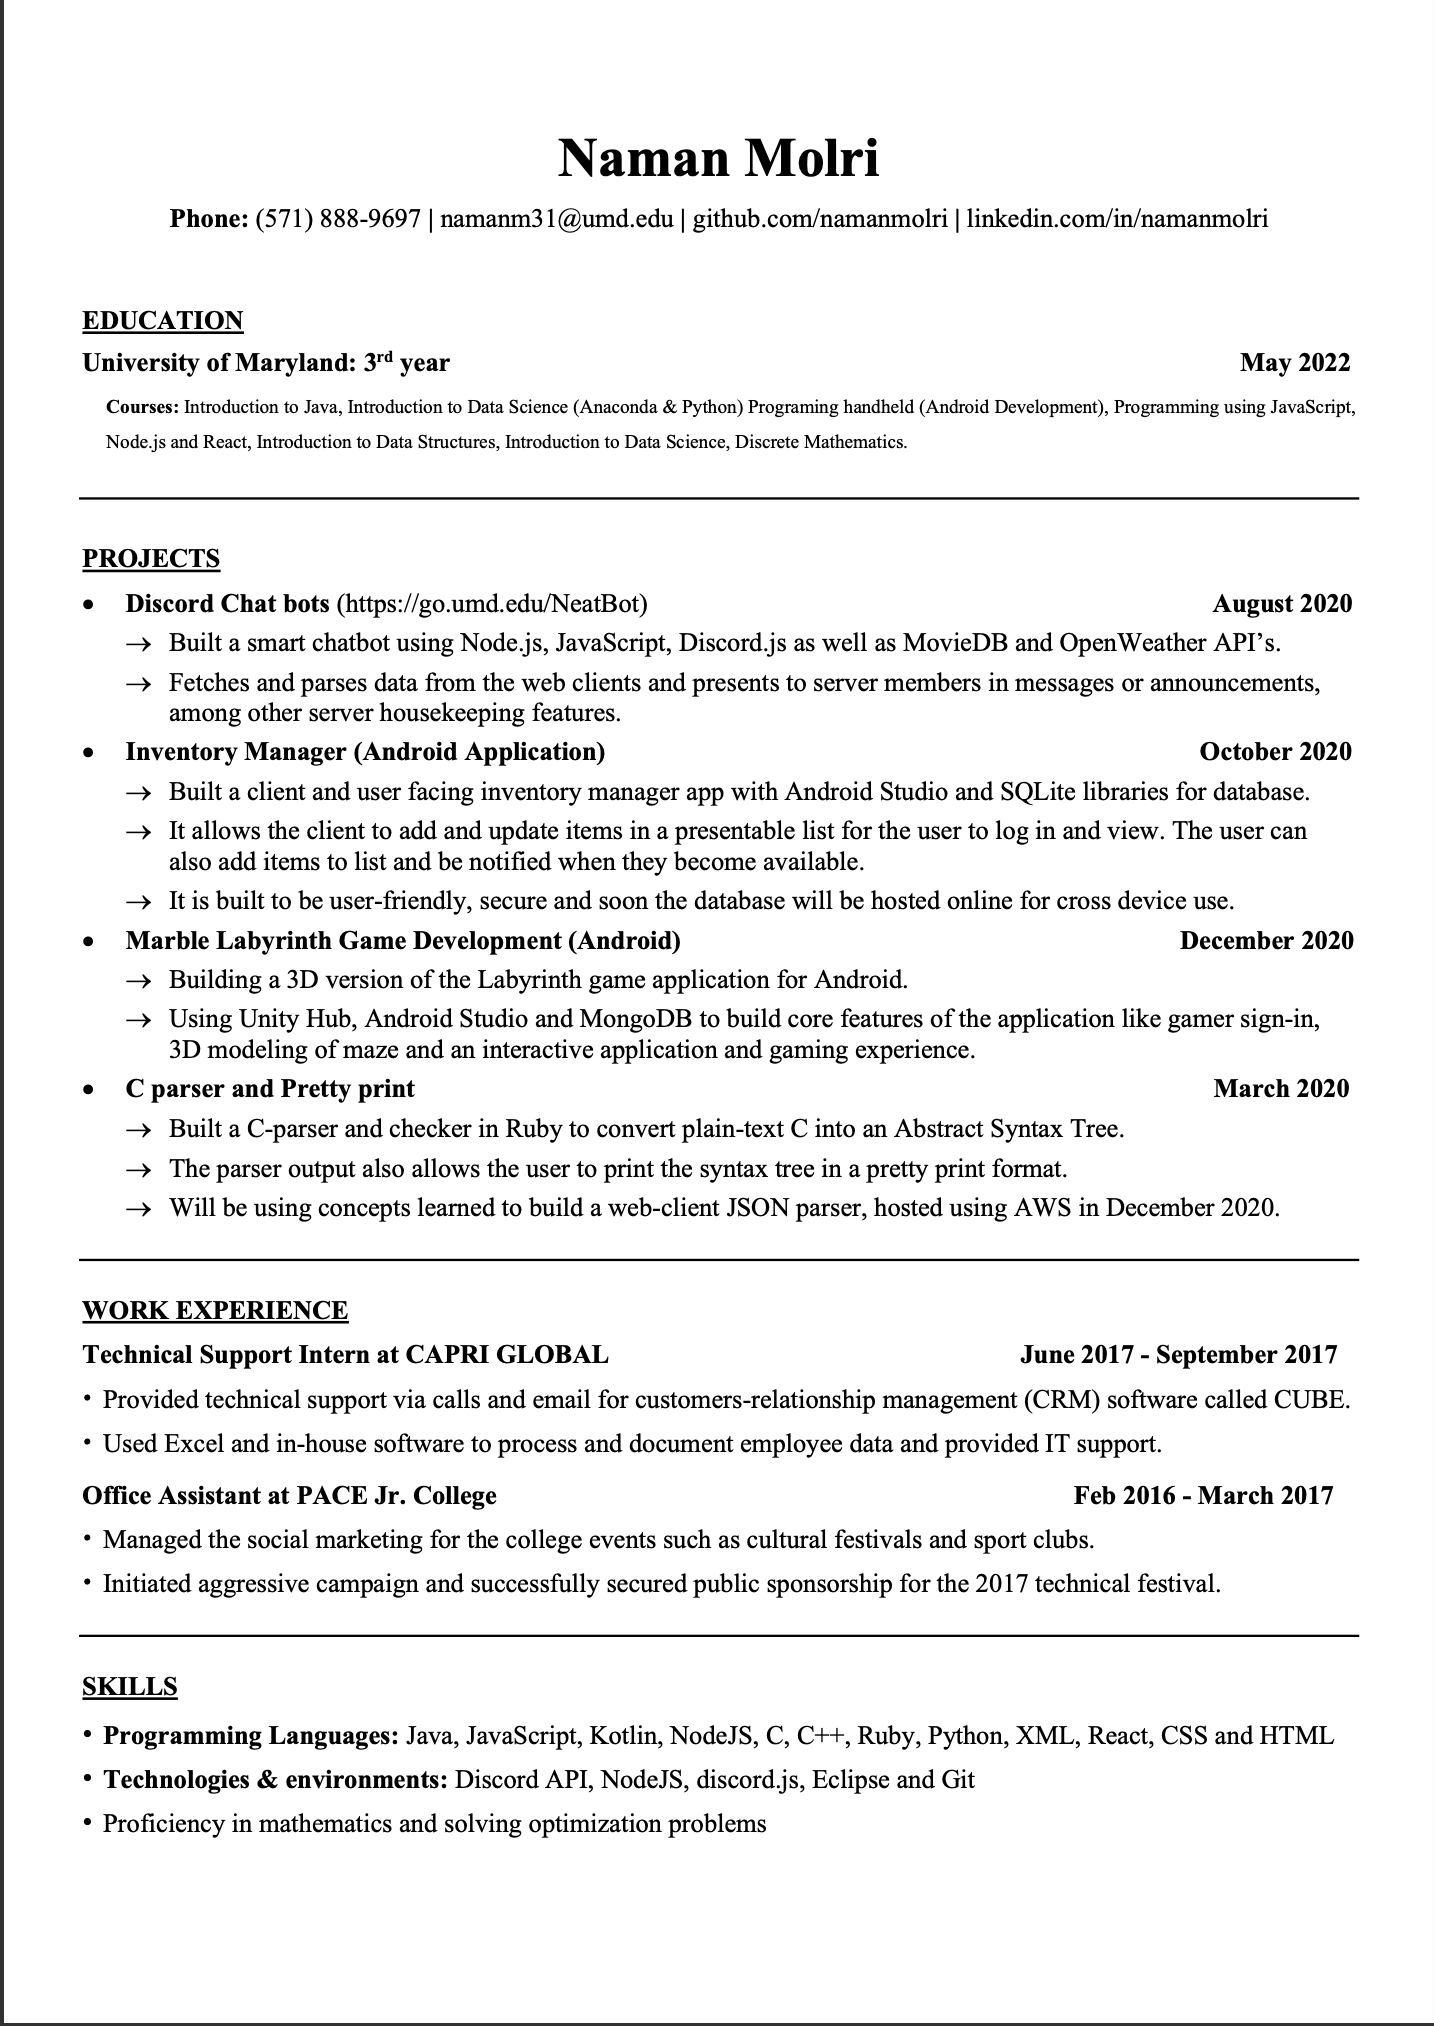 Naman Molri
Phone: (571) 888-9697 | namanm31@umd.edu | github.com/namanmolri | linkedin.com/in/namanmolri
EDUCATION
University of Maryland: 3rd year May 2022
Courses: Introduction to Java, Introduction to Data Science (Anaconda & Python) Programing handheld (Android Development), Programming using JavaScript,
Node.js and React, Introduction to Data Structures, Introduction to Data Science, Discrete Mathematics.
PROJECTS
• Discord Chat bots (https://go.umd.edu/NeatBot) August 2020
→ Built a smart chatbot using Node.js, JavaScript, Discord.js as well as MovieDB and OpenWeather API’s.
→ Fetches and parses data from the web clients and presents to server members in messages or announcements,
among other server housekeeping features.
• Inventory Manager (Android Application) October 2020
→ Built a client and user facing inventory manager app with Android Studio and SQLite libraries for database.
→ It allows the client to add and update items in a presentable list for the user to log in and view. The user can
also add items to list and be notified when they become available.
→ It is built to be user-friendly, secure and soon the database will be hosted online for cross device use.
• Marble Labyrinth Game Development (Android) December 2020
→ Building a 3D version of the Labyrinth game application for Android.
→ Using Unity Hub, Android Studio and MongoDB to build core features of the application like gamer sign-in,
3D modeling of maze and an interactive application and gaming experience.
• C parser and Pretty print March 2020
→ Built a C-parser and checker in Ruby to convert plain-text C into an Abstract Syntax Tree.
→ The parser output also allows the user to print the syntax tree in a pretty print format.
→ Will be using concepts learned to build a web-client JSON parser, hosted using AWS in December 2020.
WORK EXPERIENCE
Technical Support Intern at CAPRI GLOBAL June 2017 - September 2017
• Provided technical support via calls and email for customers-relationship management (CRM) software called CUBE.
• Used Excel and in-house software to process and document employee data and provided IT support.
Office Assistant at PACE Jr. College Feb 2016 - March 2017
• Managed the social marketing for the college events such as cultural festivals and sport clubs.
• Initiated aggressive campaign and successfully secured public sponsorship for the 2017 technical festival.
SKILLS
• Programming Languages: Java, JavaScript, Kotlin, NodeJS, C, C++, Ruby, Python, XML, React, CSS and HTML
• Technologies & environments: Discord API, NodeJS, discord.js, Eclipse and Git
• Proficiency in mathematics and solving optimization problems